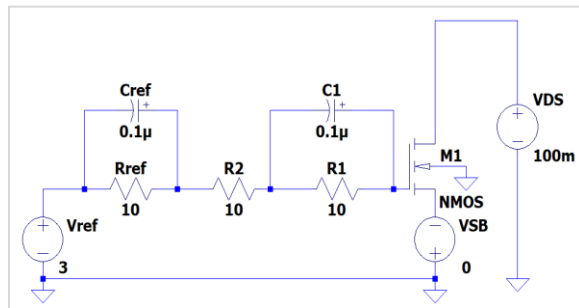 Cref
C1
+
+
0.1µ
0.1µ
VDS
+
M1
100m
Rref
R2
R1
10
10
10
NMOS
Vref
VSB
+
3
+
0